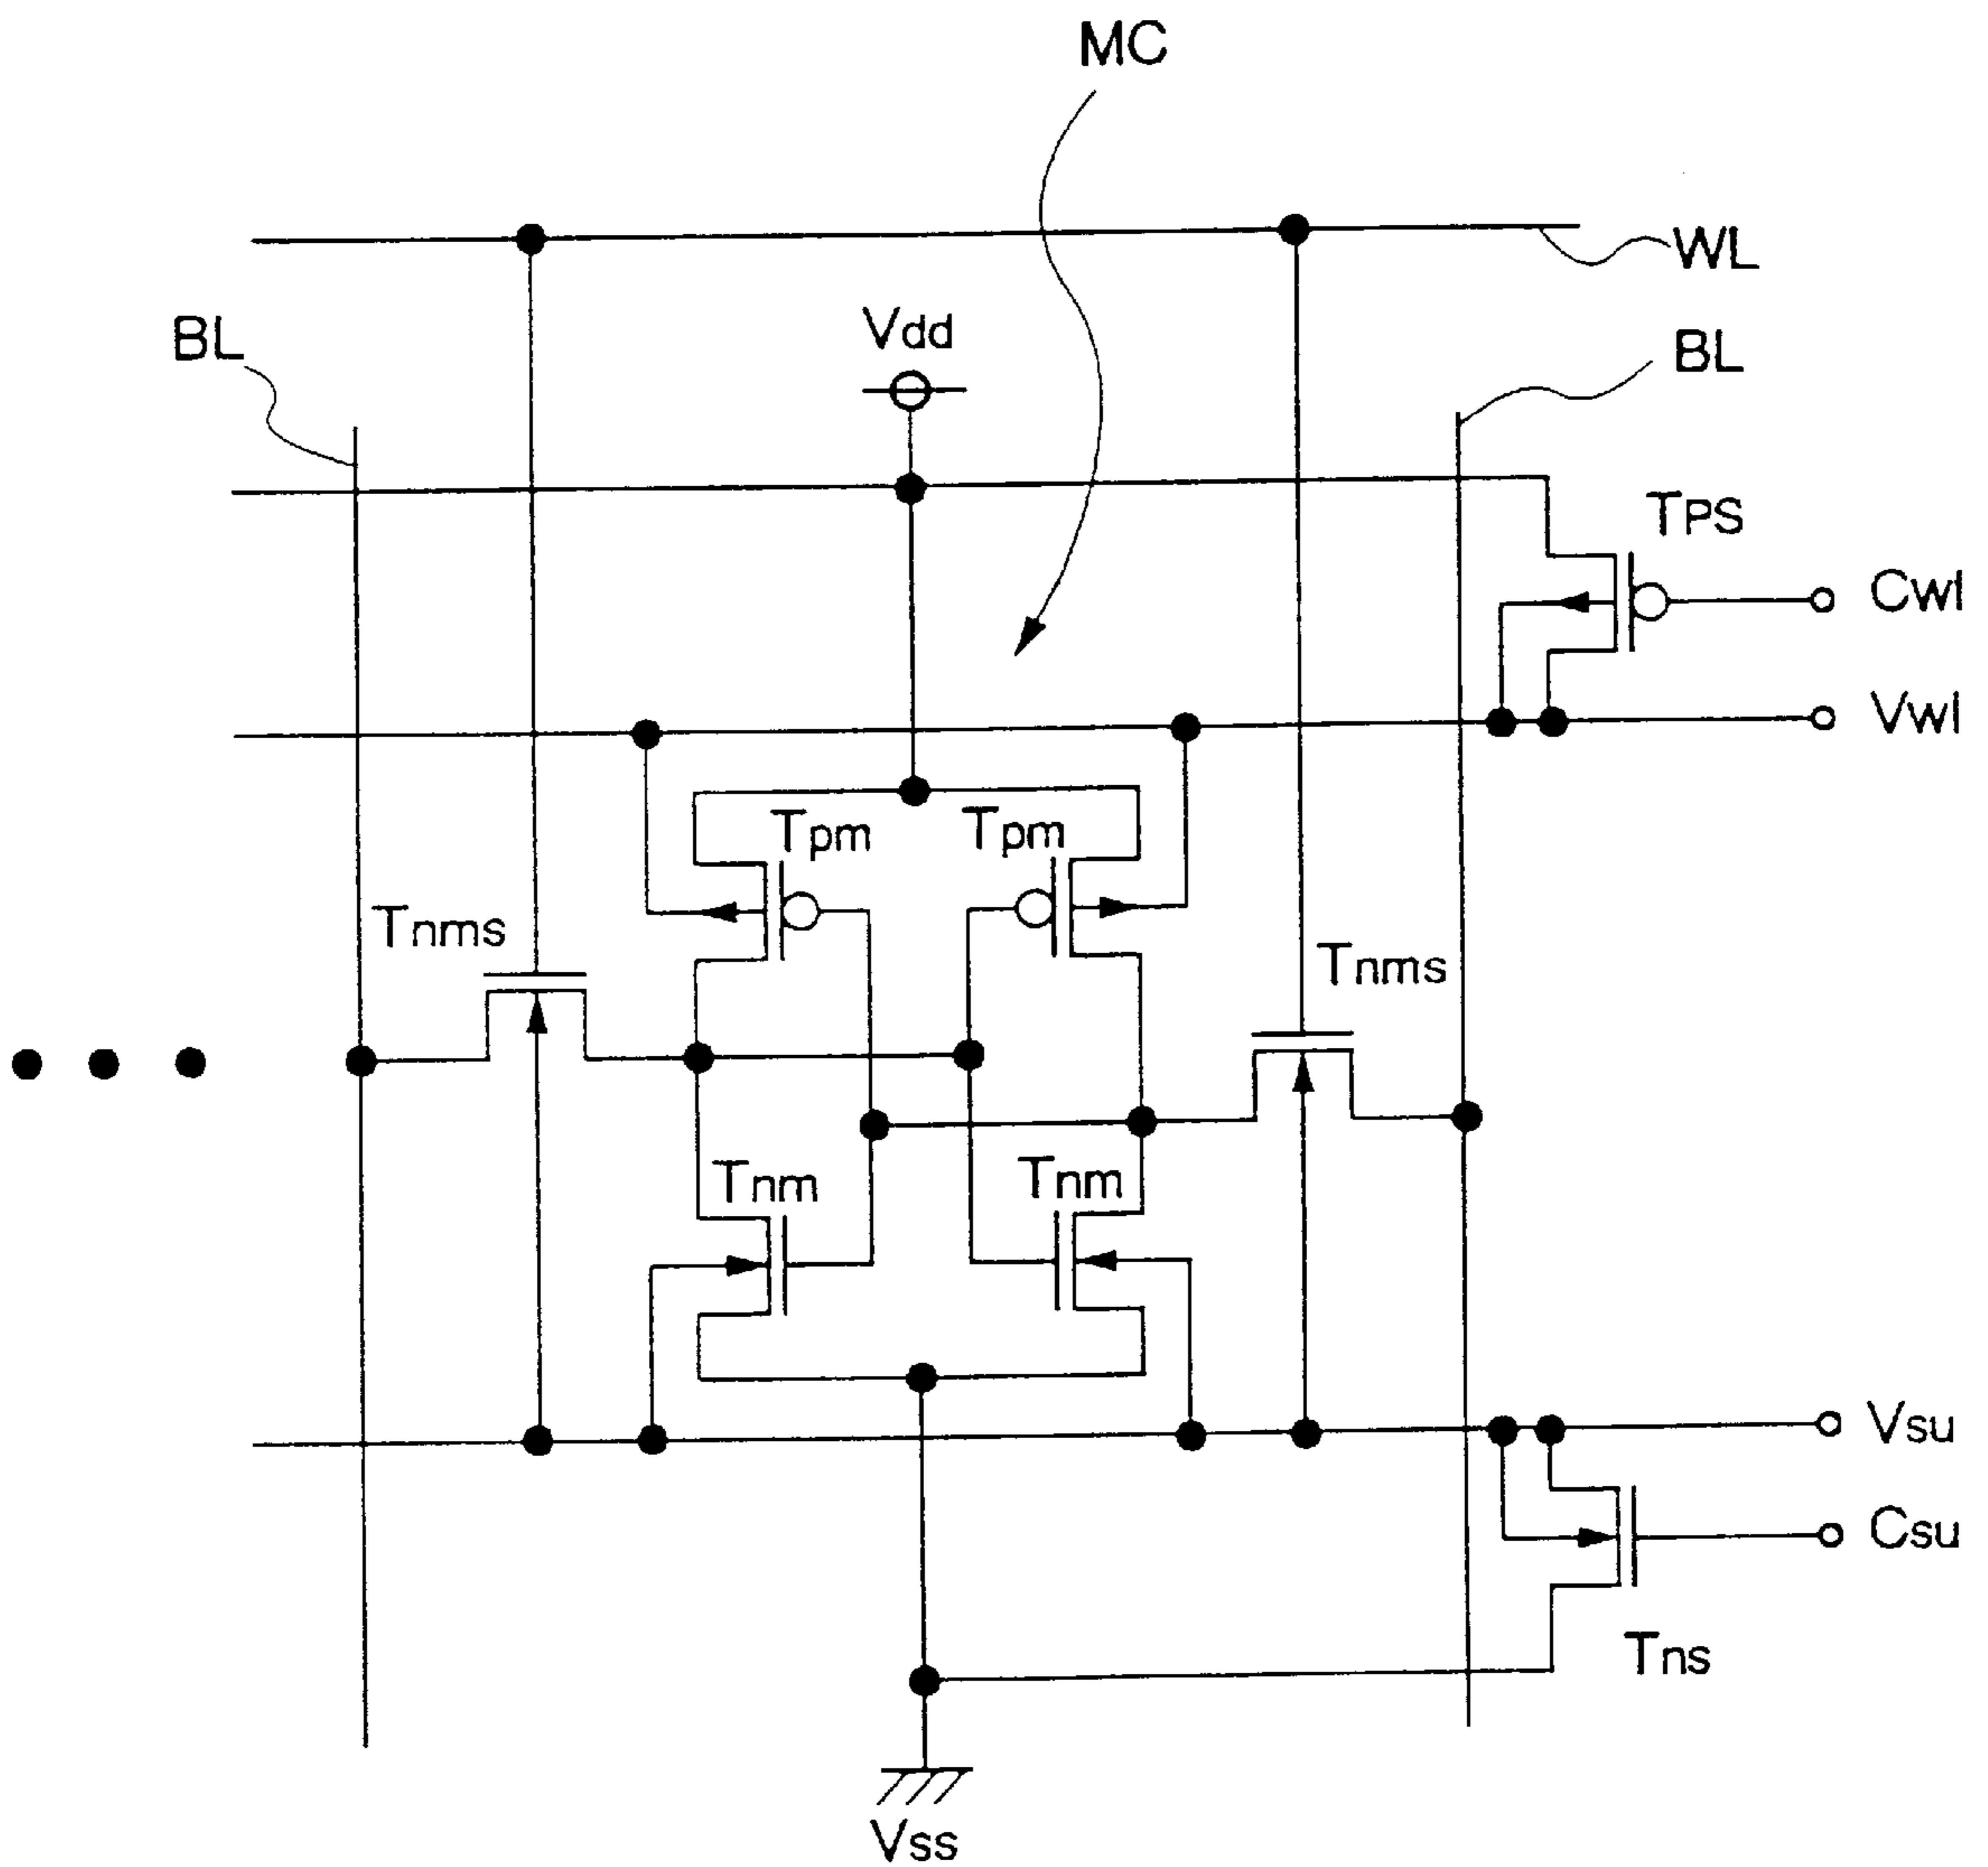 MC
WL
BL
Vdd
BL
TPS
Cwl
Vwl
Tpm
Tpm
Tnms
Tnms
Tnm
Tnm
Vsu
Csu
Tns
Vss